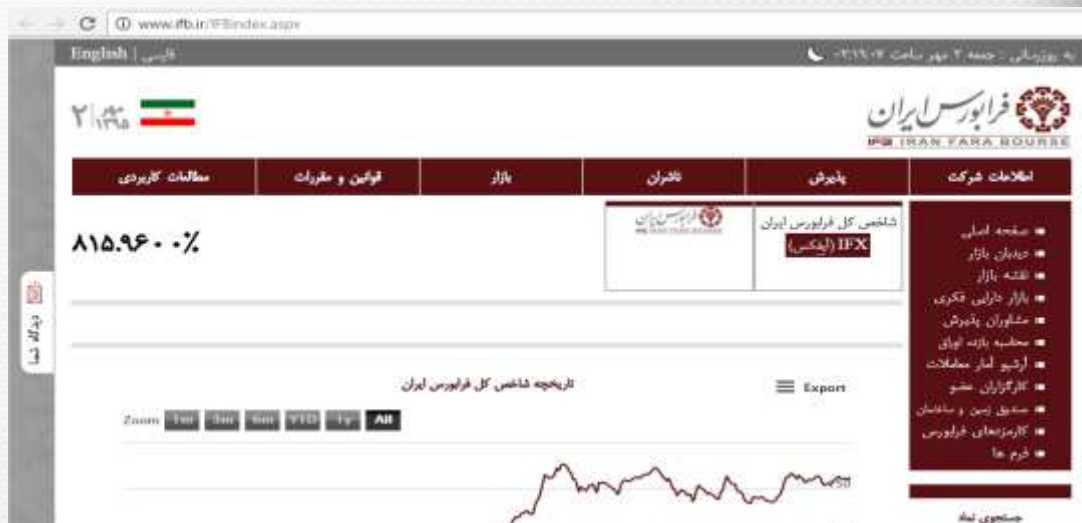 www.ifb.ir/IFBindex.aspx
English | فارسی
به روزرسانی : جمعه ۲ مهر ساعت
۲ مهر ۱۳۹۵
فرابورس ایران
IFB IRAN FARA BOURSE
اطلاعات شرکت
پذیرش
ناشران
بازار
قوانین و مقررات
مطالعات کاربردی
صفحه اصلی
دیدبان بازار
نقشه بازار
بازار دارایی فکری
مشاوران پذیرش
محاسبه بازده اوراق
آرشیو آمار معاملات
کارگزاران عضو
صندوق زمین و ساختمان
کارمزدهای فرابورس
فرم ها
جستجوی نماد
شاخص کل فرابورس ایران
IFX (آیفکس)
فرابورس ایران
۸۱۵.۹۶۰ ۰.٪
دیدگاه شما
تاریخچه شاخص کل فرابورس ایران
Export
Zoom 1m 3m 6m YTD 1y All